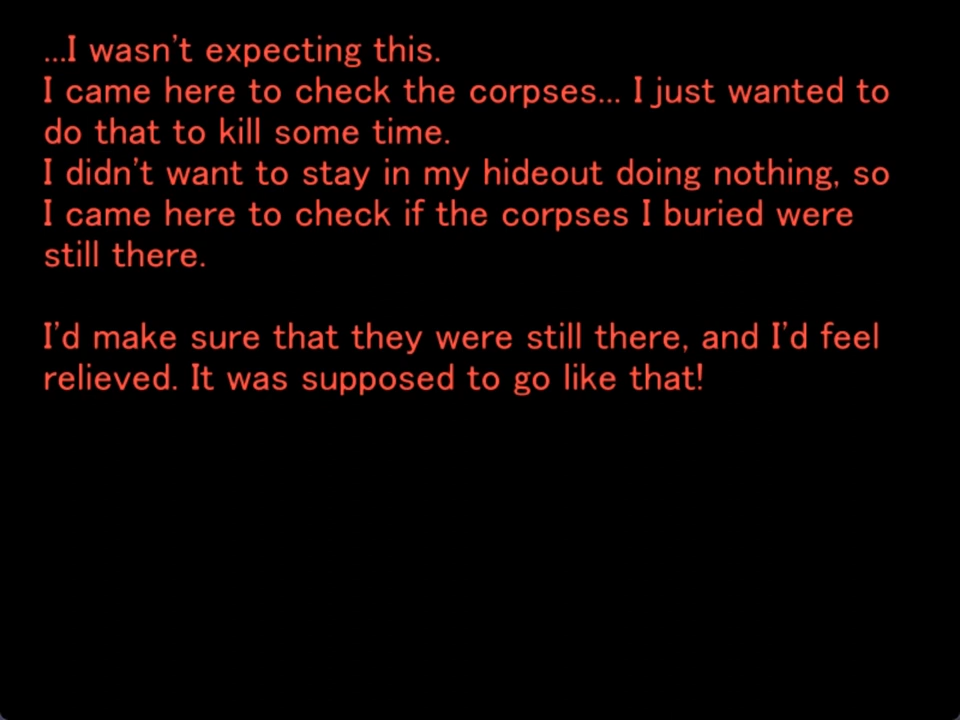 ...I wasn't expecting this.
I came here to check the corpses... I just wanted to
do that to kill some time.
I didn't want to stay in my hideout doing nothing, so
I came here to check if the corpses I buried were
still there.
I'd make sure that they were still there, and I'd feel
relieved. It was supposed to go like that!